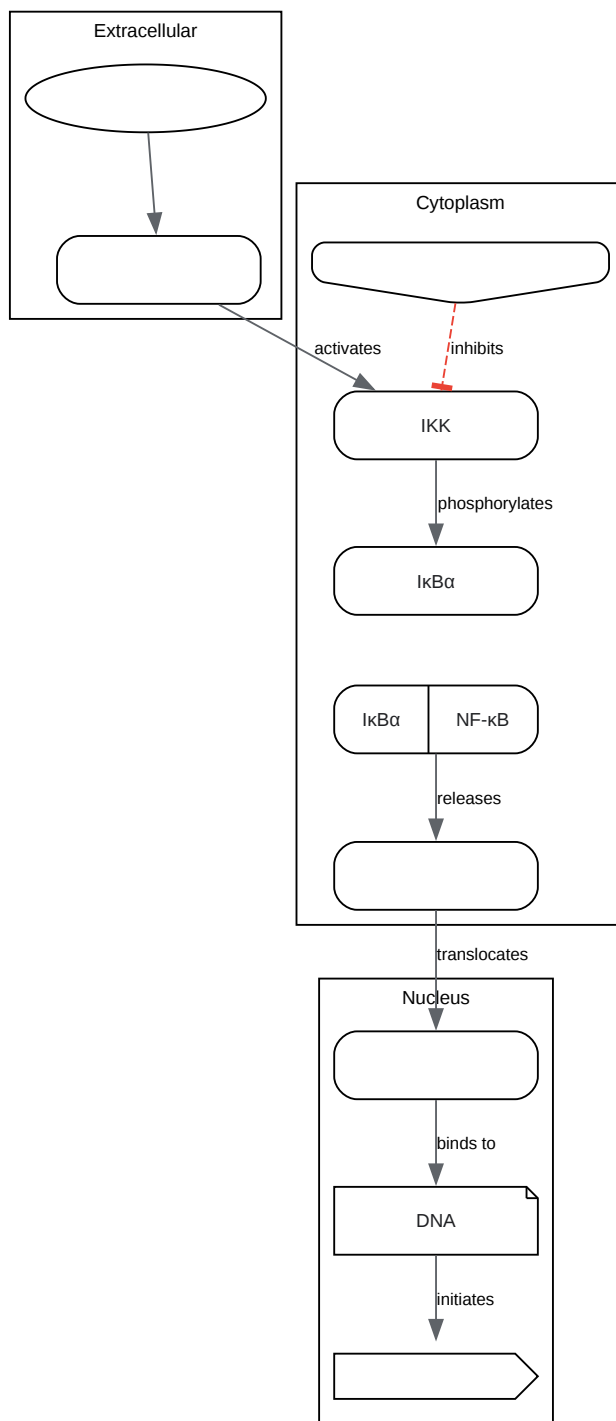 Extracellular
Cytoplasm
activates
inhibits
IKK
phosphorylates
IκBα
IκBα
NF-κB
releases
translocates
Nucleus
binds to
DNA
initiates